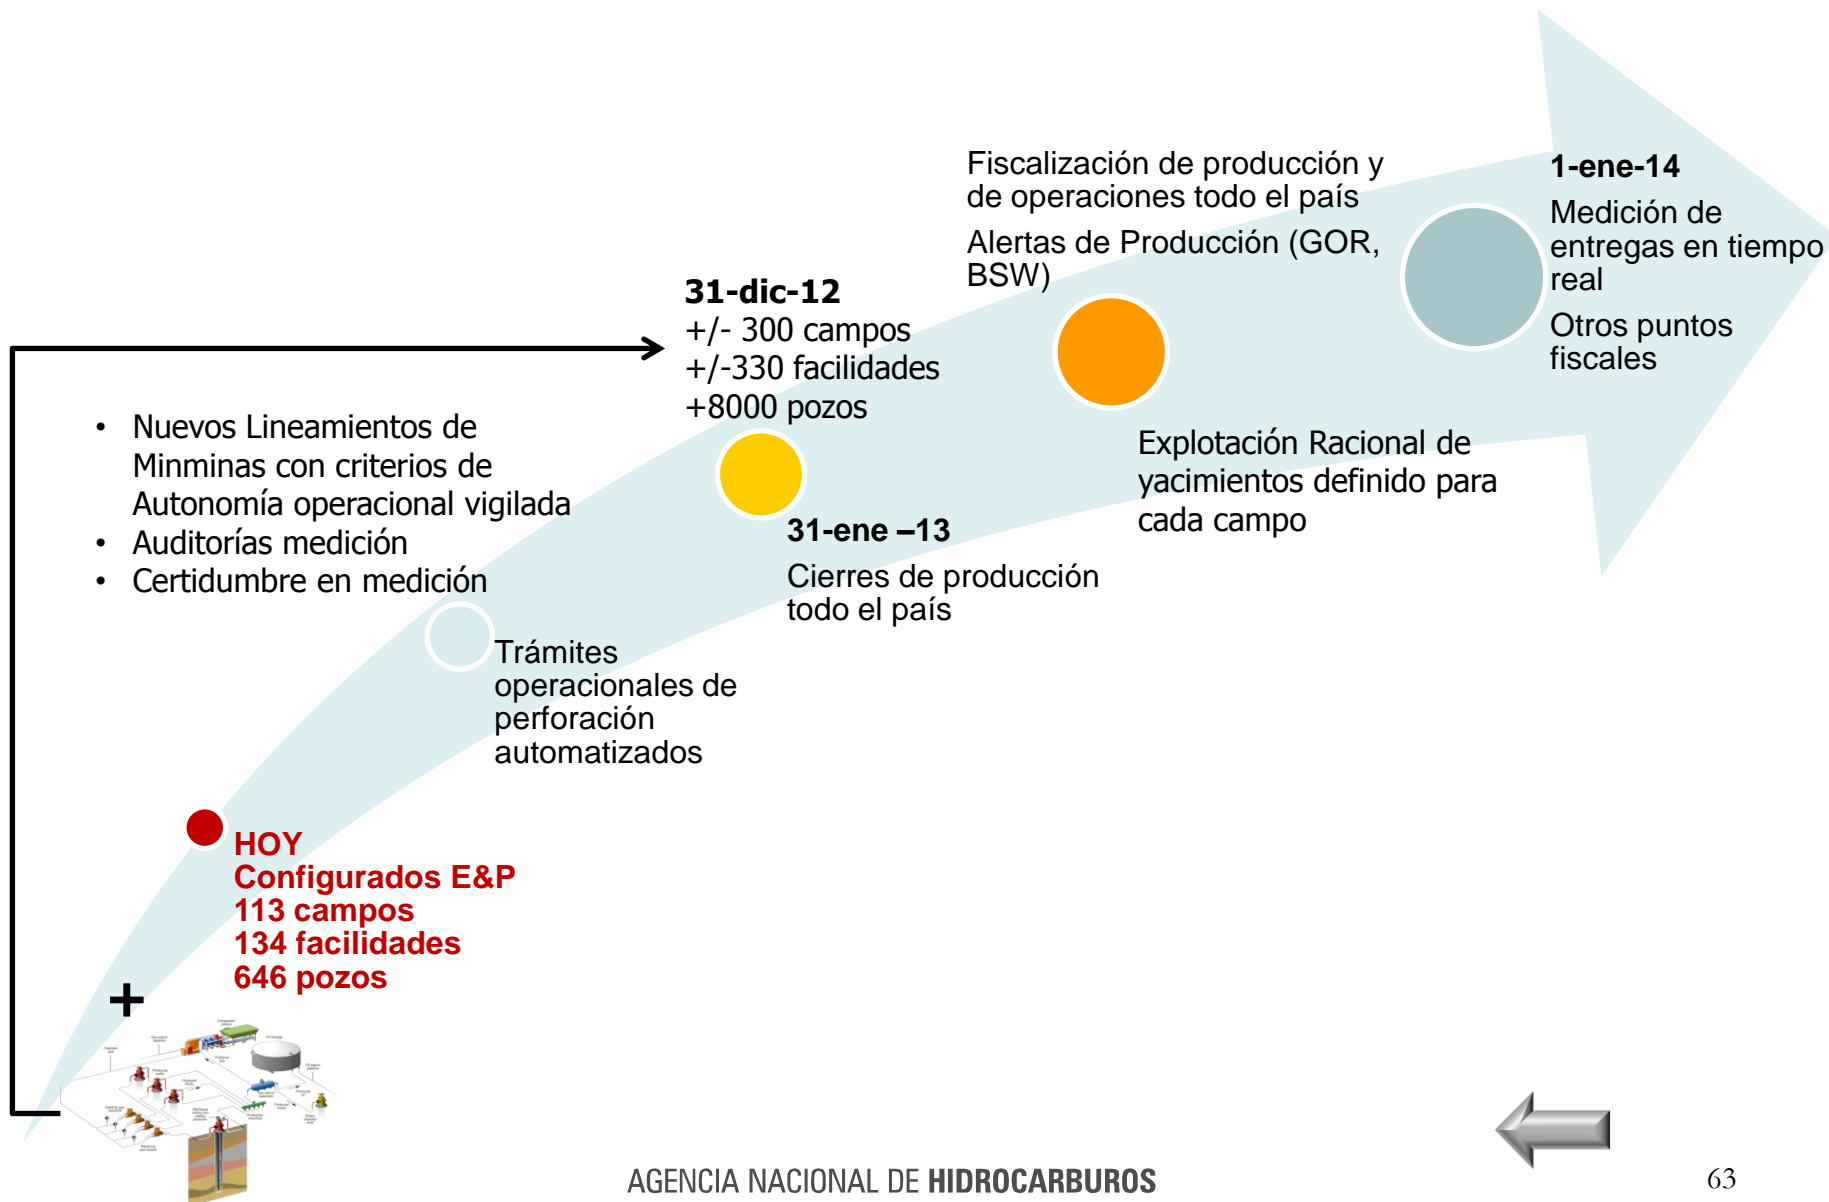 Fiscalización de producción y
de operaciones todo el país
Alertas de Producción (GOR,
BSW)
1-ene-14
Medición de
entregas en tiempo
real
Otros puntos
fiscales
31-dic-12
+/- 300 campos
+/-330 facilidades
+8000 pozos
• Nuevos Lineamientos de
Minminas con criterios de
Autonomía operacional vigilada
• Auditorías medición
• Certidumbre en medición
Explotación Racional de
yacimientos definido para
cada campo
31-ene –13
Cierres de producción
todo el país
Trámites
operacionales de
perforación
automatizados
HOY
Configurados E&P
113 campos
134 facilidades
646 pozos
+
AGENCIA NACIONAL DE HIDROCARBUROS
63